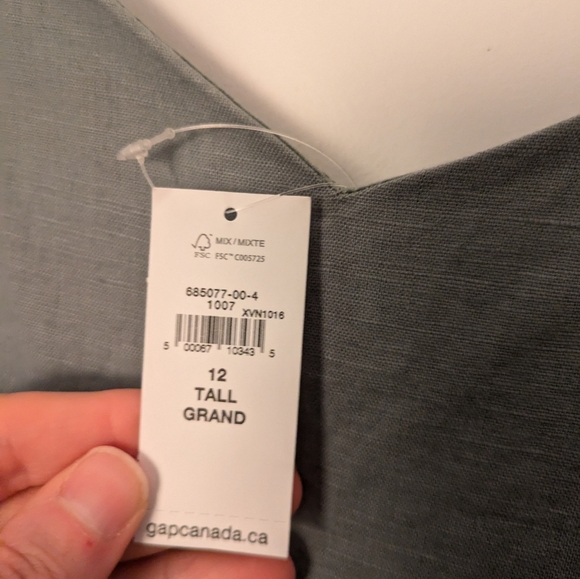 MIX / MIXTE
FSC FSC™ C005725
685077-00-4
1007 XVN1016
5 00067 10343 5
12
TALL
GRAND
gapcanada.ca